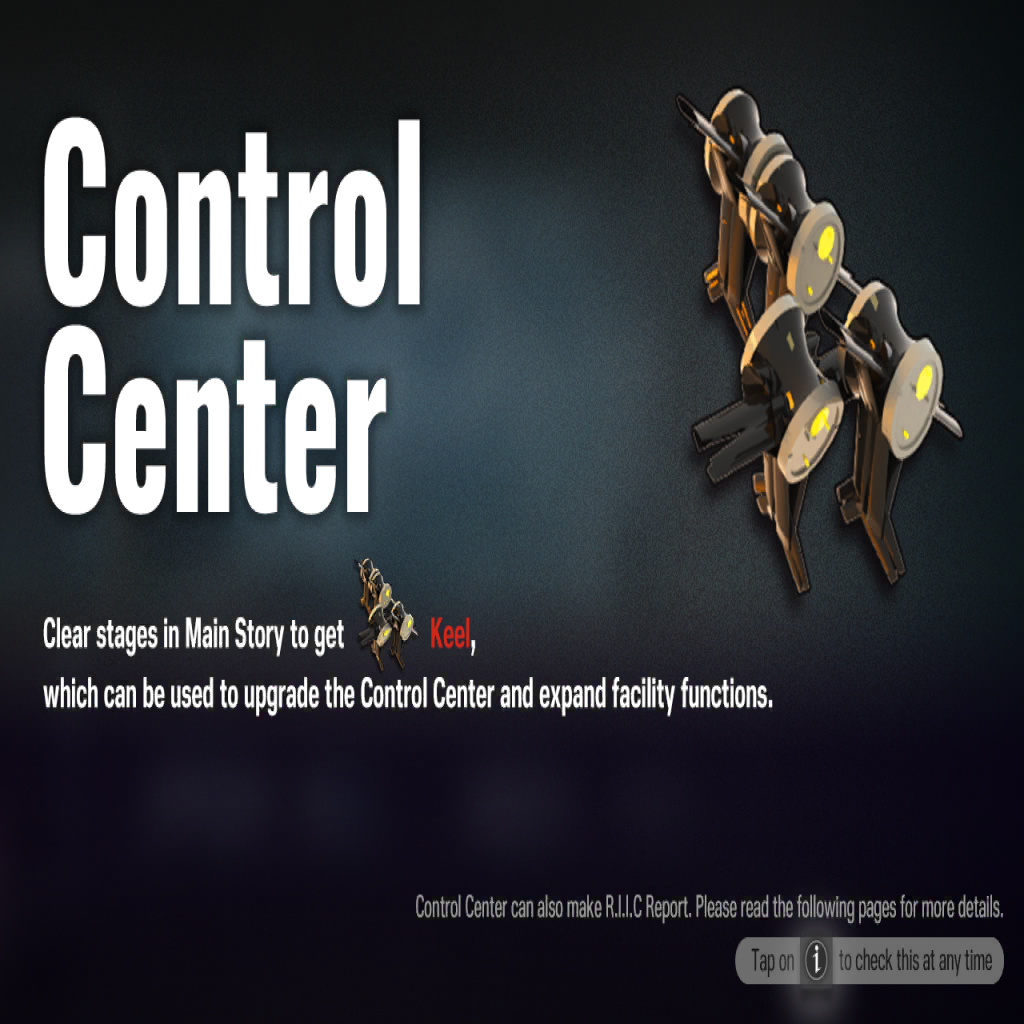 Control
Center
Clear stages in Main Story to get Keel,
which can be used to upgrade the Control Center and expand facility functions.
Control Center can also make R.I.I.C Report. Please read the following pages for more details.
Tap on i to check this at any time